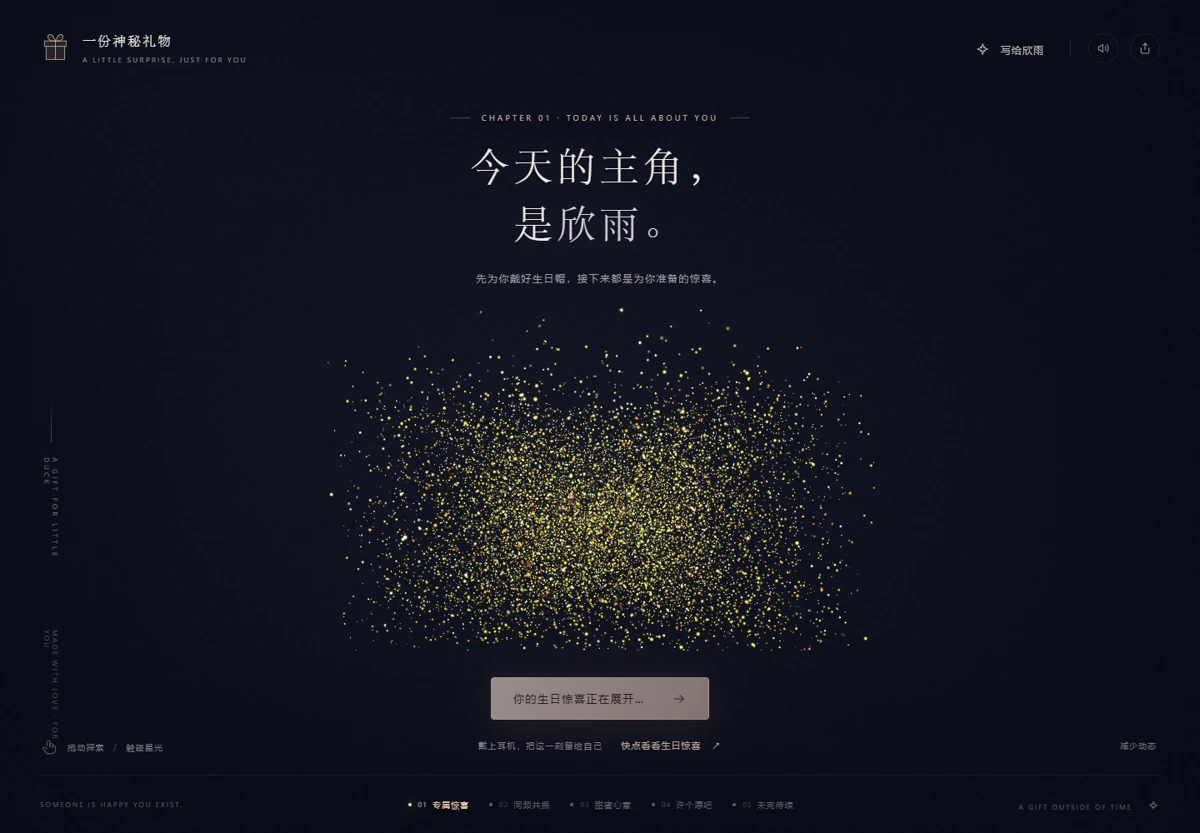 一份神秘礼物
A LITTLE SURPRISE, JUST FOR YOU
写给欣雨
CHAPTER 01 · TODAY IS ALL ABOUT YOU
今天的主角，
是欣雨。
先为你戴好生日帽，接下来都是为你准备的惊喜。
A GIFT FOR LITTLE
DUCK
MADE WITH LOVE · FOR
YOU
你的生日惊喜正在展开… →
拖动探索 / 触碰星光
戴上耳机，把这一刻留给自己 快点看看生日惊喜 ↗
减少动态
SOMEONE IS HAPPY YOU EXIST.
01 专属惊喜 02 同频共振 03 甜蜜心意 04 许个愿吧 05 未完待续
A GIFT OUTSIDE OF TIME